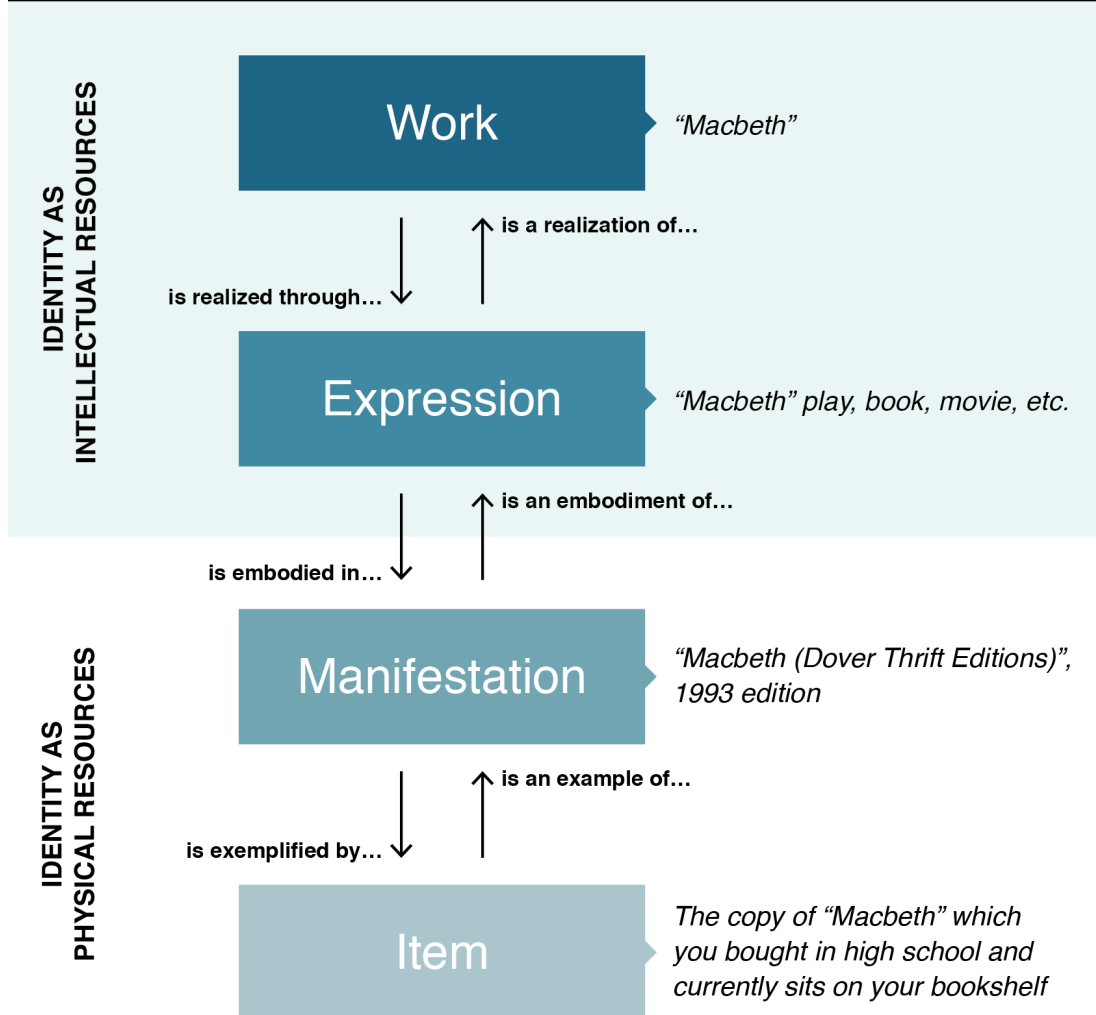 IDENTITY AS
INTELLECTUAL RESOURCES
Work
“Macbeth”
is a realization of…
is realized through…
Expression
“Macbeth” play, book, movie, etc.
is an embodiment of…
is embodied in…
IDENTITY AS
PHYSICAL RESOURCES
Manifestation
“Macbeth (Dover Thrift Editions)”,
1993 edition
is an example of…
is exemplified by…
Item
The copy of “Macbeth” which
you bought in high school and
currently sits on your bookshelf